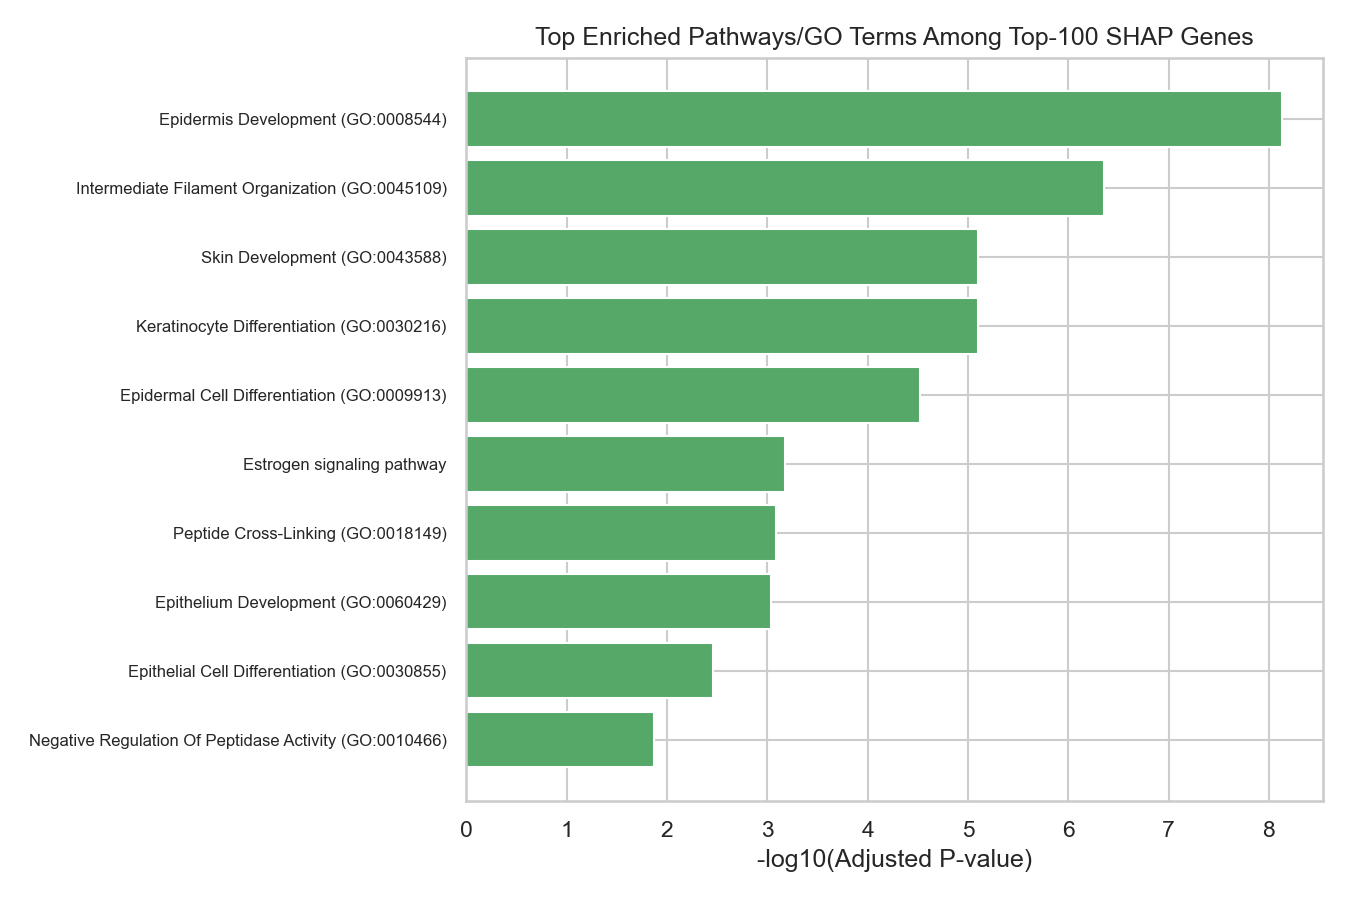 Top Enriched Pathways/GO Terms Among Top-100 SHAP Genes
Epidermis Development (GO:0008544)
Intermediate Filament Organization (GO:0045109)
Skin Development (GO:0043588)
Keratinocyte Differentiation (GO:0030216)
Epidermal Cell Differentiation (GO:0009913)
Estrogen signaling pathway
Peptide Cross-Linking (GO:0018149)
Epithelium Development (GO:0060429)
Epithelial Cell Differentiation (GO:0030855)
Negative Regulation Of Peptidase Activity (GO:0010466)
0 1 2 3 4 5 6 7 8
-log10(Adjusted P-value)